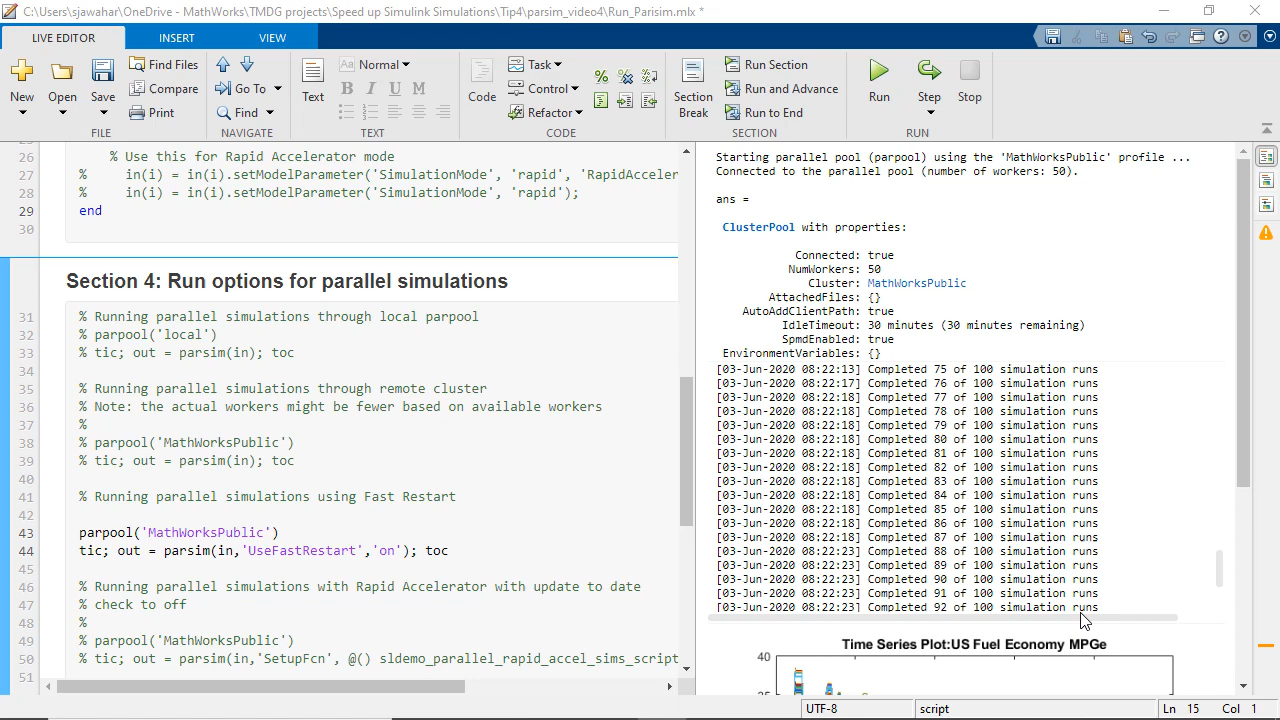 C:\Users\sjawahar\OneDrive - MathWorks\TMDG projects\Speed up Simulink Simulations\Tip4\parsim_video4\Run_Parisim.mlx *
LIVE EDITOR INSERT VIEW
New Open Save Find Files Compare Print Go To Find Text Normal B I U M Code Task Control Refactor Section Break Run Section Run and Advance Run to End Run Step Stop
FILE NAVIGATE TEXT CODE SECTION RUN
26 % Use this for Rapid Accelerator mode
27 % in(i) = in(i).setModelParameter('SimulationMode', 'rapid', 'RapidAcceler
28 % in(i) = in(i).setModelParameter('SimulationMode', 'rapid');
29 end
30
Section 4: Run options for parallel simulations
31 % Running parallel simulations through local parpool
32 % parpool('local')
33 % tic; out = parsim(in); toc
34
35 % Running parallel simulations through remote cluster
36 % Note: the actual workers might be fewer based on available workers
37 %
38 % parpool('MathWorksPublic')
39 % tic; out = parsim(in); toc
40
41 % Running parallel simulations using Fast Restart
42
43 parpool('MathWorksPublic')
44 tic; out = parsim(in,'UseFastRestart','on'); toc
45
46 % Running parallel simulations with Rapid Accelerator with update to date
47 % check to off
48 %
49 % parpool('MathWorksPublic')
50 % tic; out = parsim(in,'SetupFcn', @() sldemo_parallel_rapid_accel_sims_script
51
Starting parallel pool (parpool) using the 'MathWorksPublic' profile ...
Connected to the parallel pool (number of workers: 50).
ans =
ClusterPool with properties:
Connected: true
NumWorkers: 50
Cluster: MathWorksPublic
AttachedFiles: {}
AutoAddClientPath: true
IdleTimeout: 30 minutes (30 minutes remaining)
SpmdEnabled: true
EnvironmentVariables: {}
[03-Jun-2020 08:22:13] Completed 75 of 100 simulation runs
[03-Jun-2020 08:22:17] Completed 76 of 100 simulation runs
[03-Jun-2020 08:22:18] Completed 77 of 100 simulation runs
[03-Jun-2020 08:22:18] Completed 78 of 100 simulation runs
[03-Jun-2020 08:22:18] Completed 79 of 100 simulation runs
[03-Jun-2020 08:22:18] Completed 80 of 100 simulation runs
[03-Jun-2020 08:22:18] Completed 81 of 100 simulation runs
[03-Jun-2020 08:22:18] Completed 82 of 100 simulation runs
[03-Jun-2020 08:22:18] Completed 83 of 100 simulation runs
[03-Jun-2020 08:22:18] Completed 84 of 100 simulation runs
[03-Jun-2020 08:22:18] Completed 85 of 100 simulation runs
[03-Jun-2020 08:22:18] Completed 86 of 100 simulation runs
[03-Jun-2020 08:22:18] Completed 87 of 100 simulation runs
[03-Jun-2020 08:22:23] Completed 88 of 100 simulation runs
[03-Jun-2020 08:22:23] Completed 89 of 100 simulation runs
[03-Jun-2020 08:22:23] Completed 90 of 100 simulation runs
[03-Jun-2020 08:22:23] Completed 91 of 100 simulation runs
[03-Jun-2020 08:22:23] Completed 92 of 100 simulation runs
Time Series Plot:US Fuel Economy MPGe
40
UTF-8 script Ln 15 Col 1